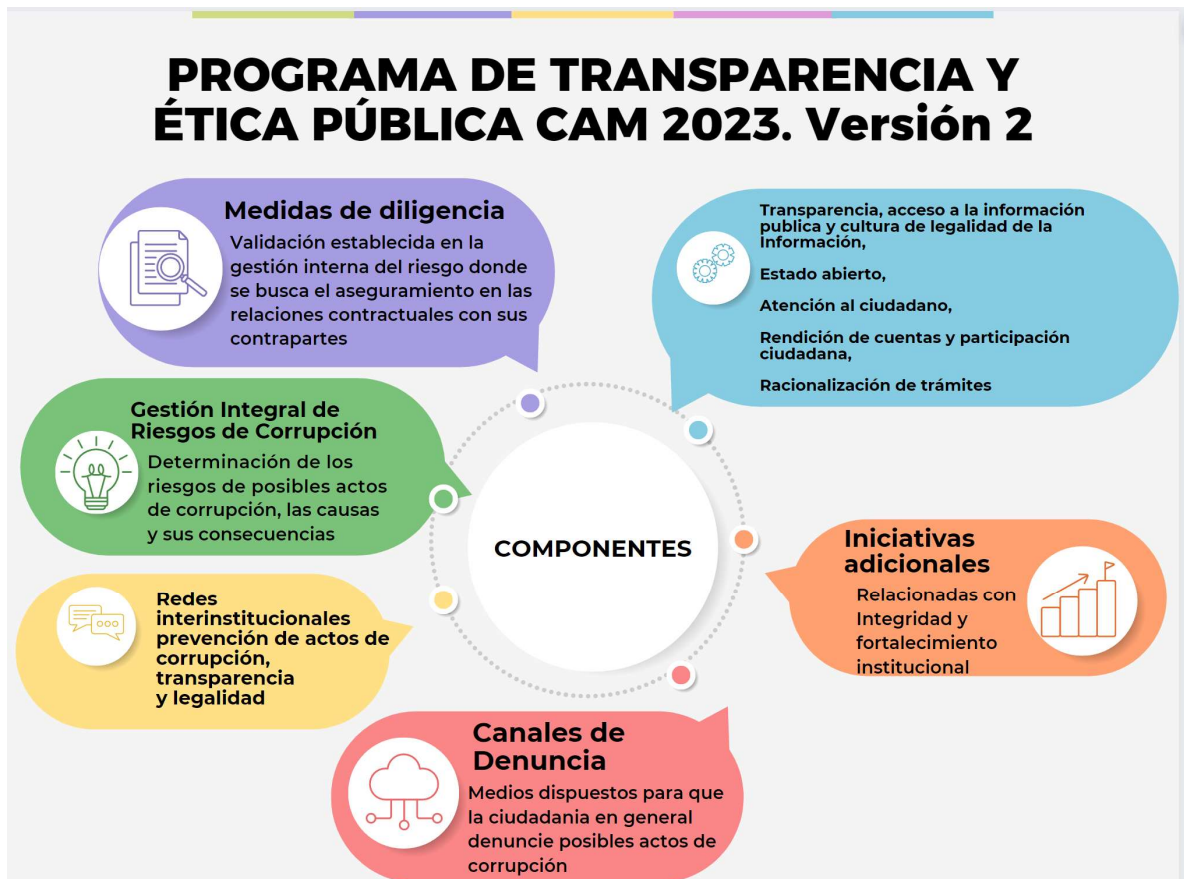 PROGRAMA DE TRANSPARENCIA Y
ÉTICA PÚBLICA CAM 2023. Versión 2
Medidas de diligencia
Validación establecida en la
gestión interna del riesgo donde
se busca el aseguramiento en las
relaciones contractuales con sus
contrapartes
Transparencia, acceso a la información
publica y cultura de legalidad de la
Información,
Estado abierto,
Atención al ciudadano,
Rendición de cuentas y participación
ciudadana,
Racionalización de trámites
Gestión Integral de
Riesgos de Corrupción
Determinación de los
riesgos de posibles actos
de corrupción, las causas
y sus consecuencias
COMPONENTES
Iniciativas
adicionales
Relacionadas con
Integridad y
fortalecimiento
institucional
Redes
interinstitucionales
prevención de actos de
corrupción,
transparencia
y legalidad
Canales de
Denuncia
Medios dispuestos para que
la ciudadania en general
denuncie posibles actos de
corrupción